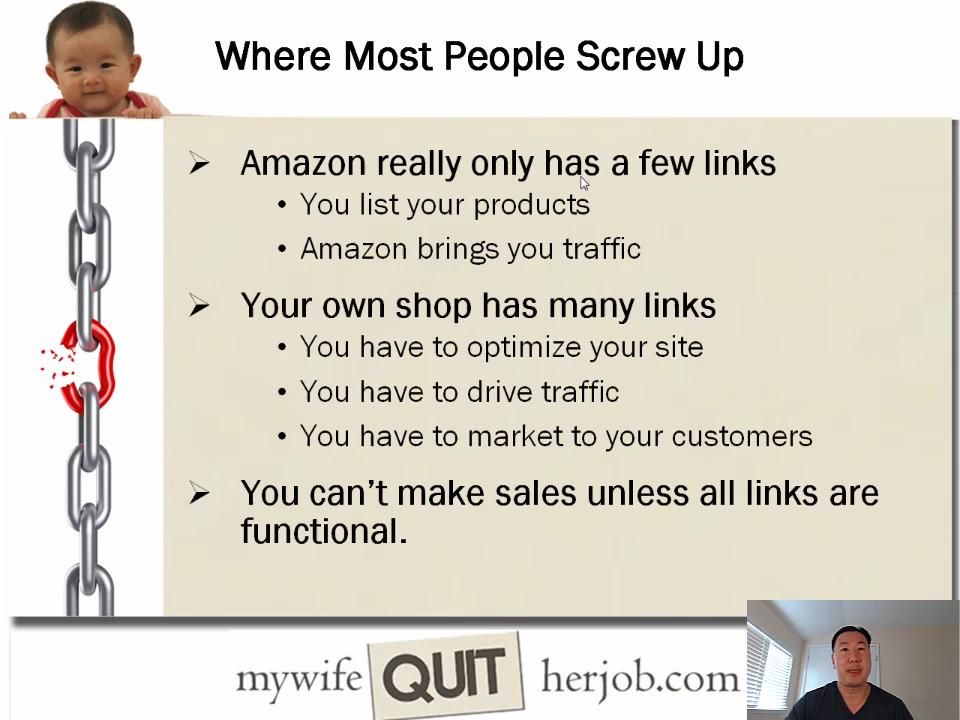 Where Most People Screw Up
Amazon really only has a few links
You list your products
Amazon brings you traffic
Your own shop has many links
You have to optimize your site
You have to drive traffic
You have to market to your customers
You can't make sales unless all links are
functional.
mywife QUIT herjob.com